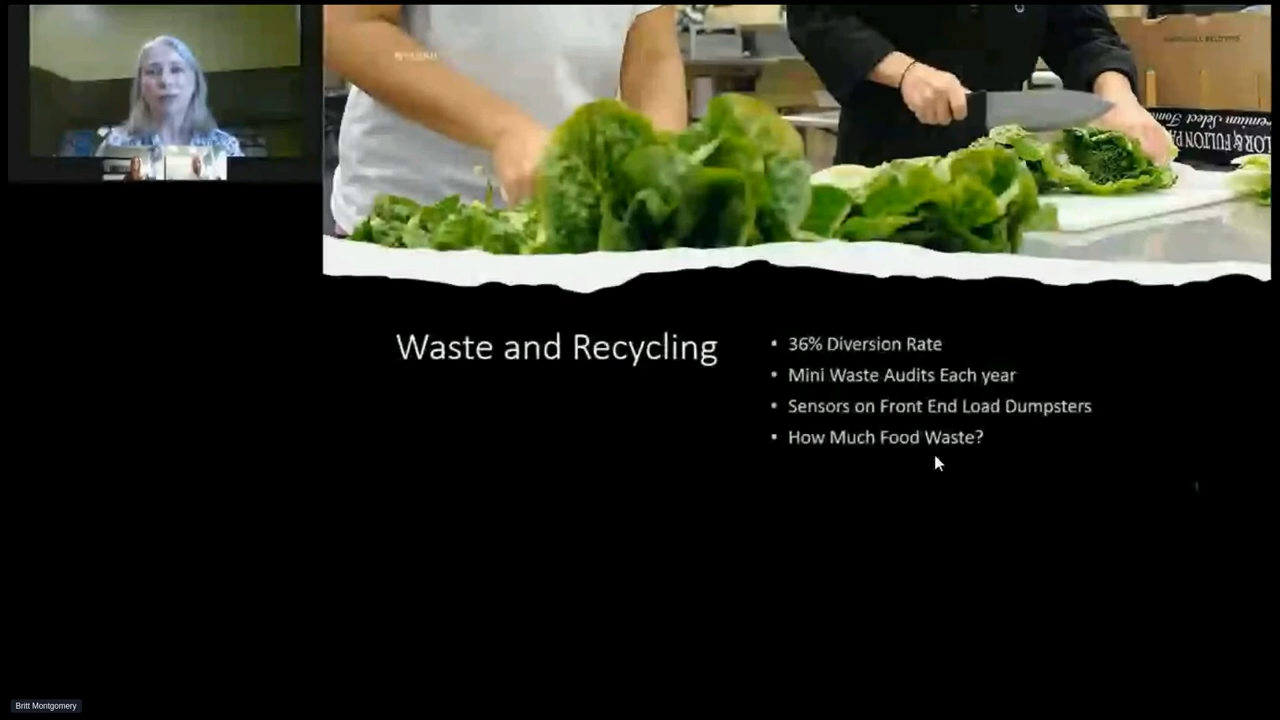 Waste and Recycling
• 36% Diversion Rate
• Mini Waste Audits Each year
• Sensors on Front End Load Dumpsters
• How Much Food Waste?
Britt Montgomery